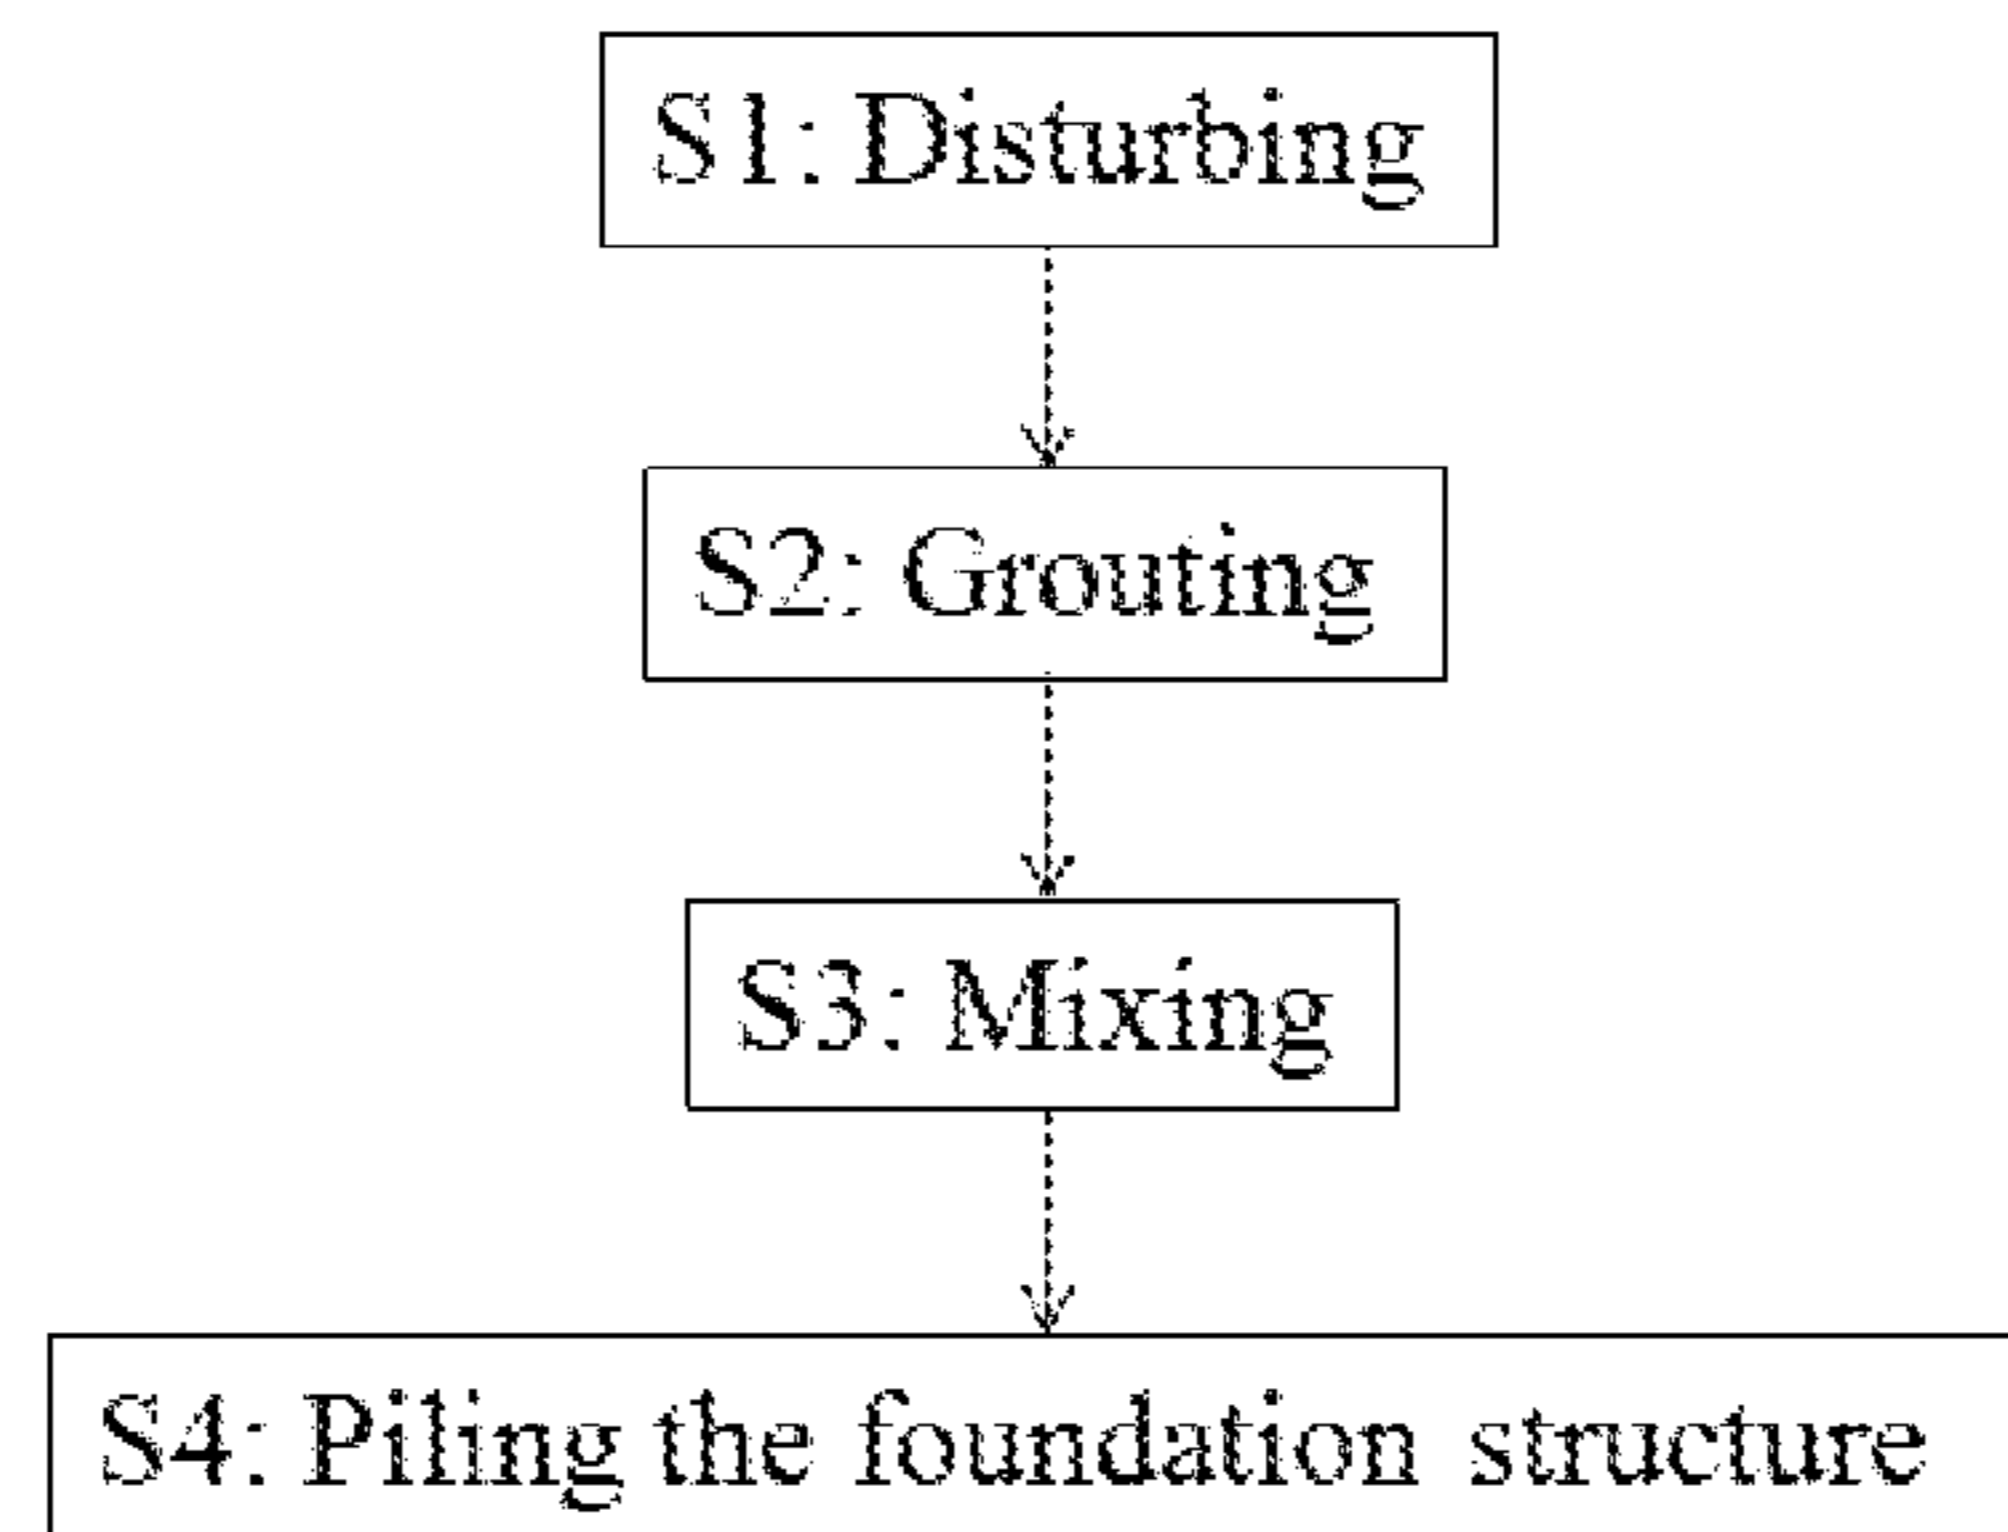 S1: Disturbing
S2: Grouting
S3: Mixing
S4: Piling the foundation structure